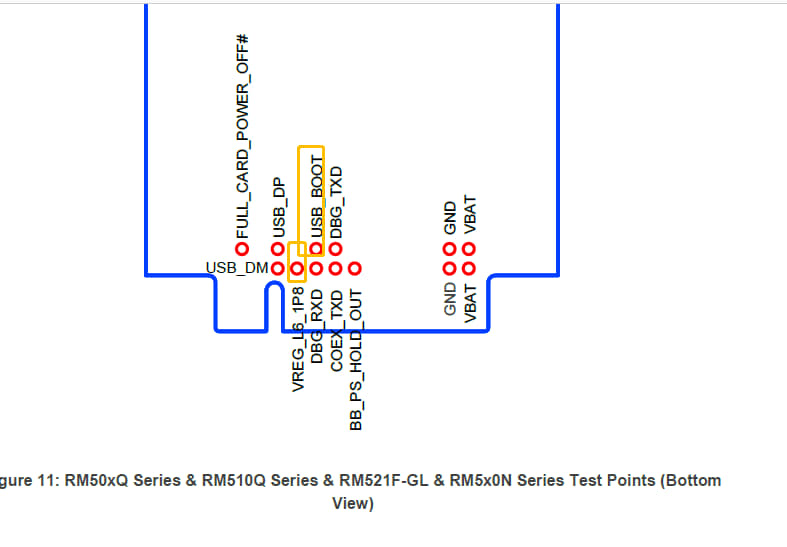 FULL_CARD_POWER_OFF#
USB_DP
USB_BOOT
DBG_TXD
GND
VBAT
USB_DM
VREG_L6_1P8
DBG_RXD
COEX_TXD
BB_PS_HOLD_OUT
GND
VBAT
gure 11: RM50xQ Series & RM510Q Series & RM521F-GL & RM5x0N Series Test Points (Bottom
View)